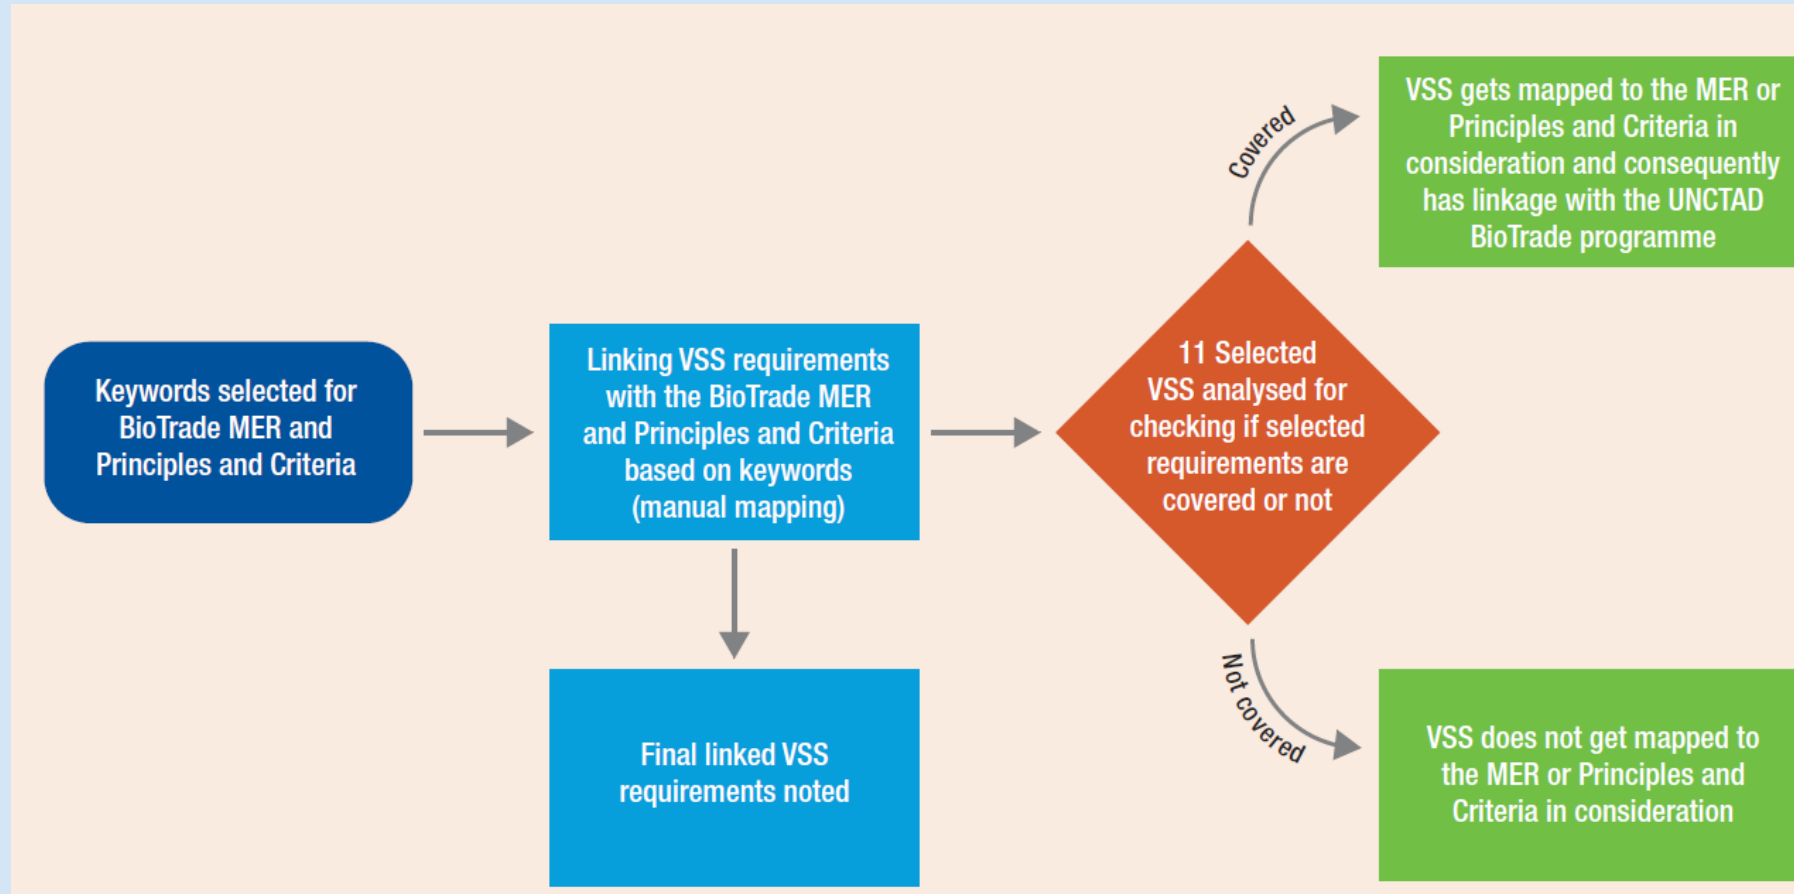 Keywords selected for
BioTrade MER and
Principles and Criteria
Linking VSS requirements
with the BioTrade MER
and Principles and Criteria
based on keywords
(manual mapping)
Final linked VSS
requirements noted
11 Selected
VSS analysed for
checking if selected
requirements are
covered or not
Covered
VSS gets mapped to the MER or
Principles and Criteria in
consideration and consequently
has linkage with the UNCTAD
BioTrade programme
Not covered
VSS does not get mapped to
the MER or Principles and
Criteria in consideration